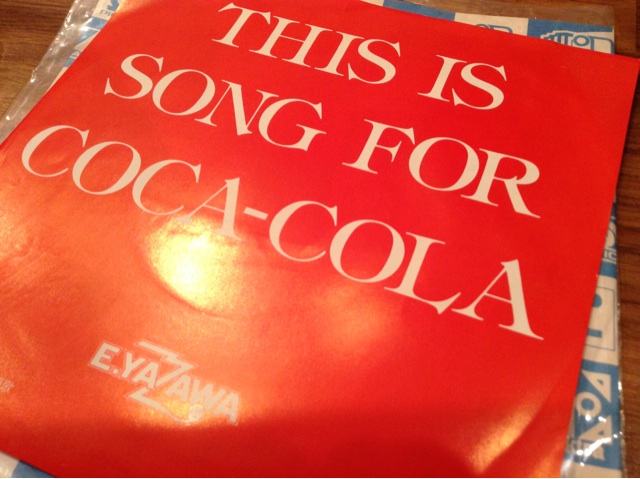 THIS IS
SONG FOR
COCA-COLA
E.YAZAWA